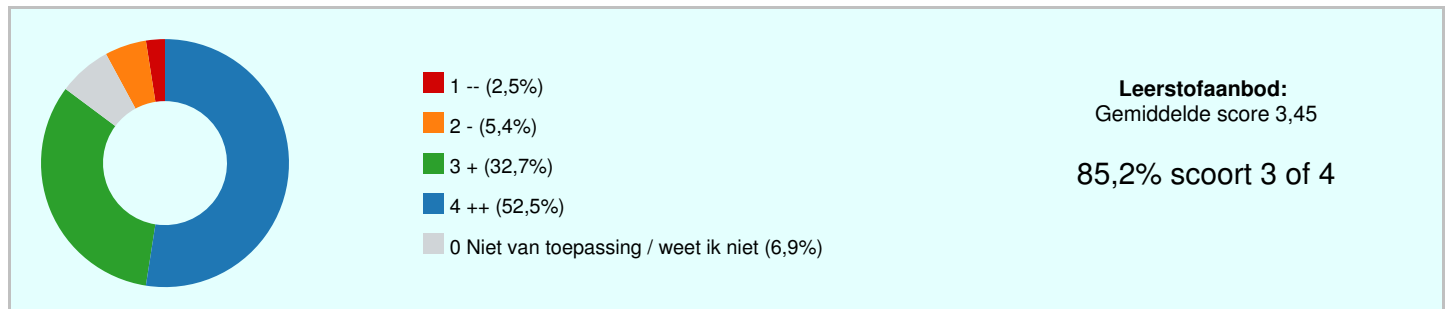 1 -- (2,5%)
2 - (5,4%)
3 + (32,7%)
4 ++ (52,5%)
0 Niet van toepassing / weet ik niet (6,9%)
Leerstofaanbod:
Gemiddelde score 3,45
85,2% scoort 3 of 4